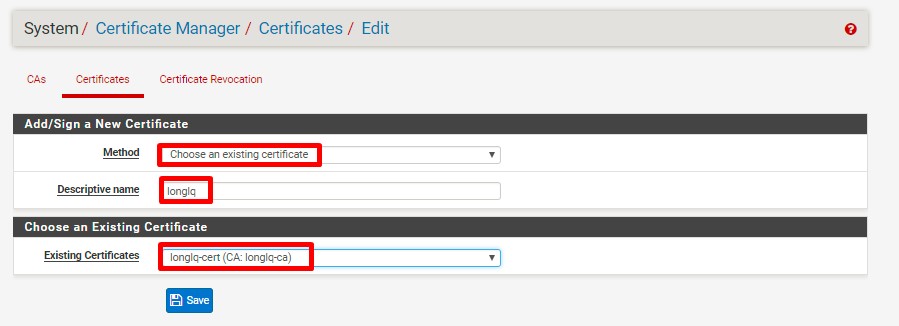 System / Certificate Manager / Certificates / Edit
CAs Certificates Certificate Revocation
Add/Sign a New Certificate
Method Choose an existing certificate
Descriptive name longlq
Choose an Existing Certificate
Existing Certificates longlq-cert (CA: longlq-ca)
Save